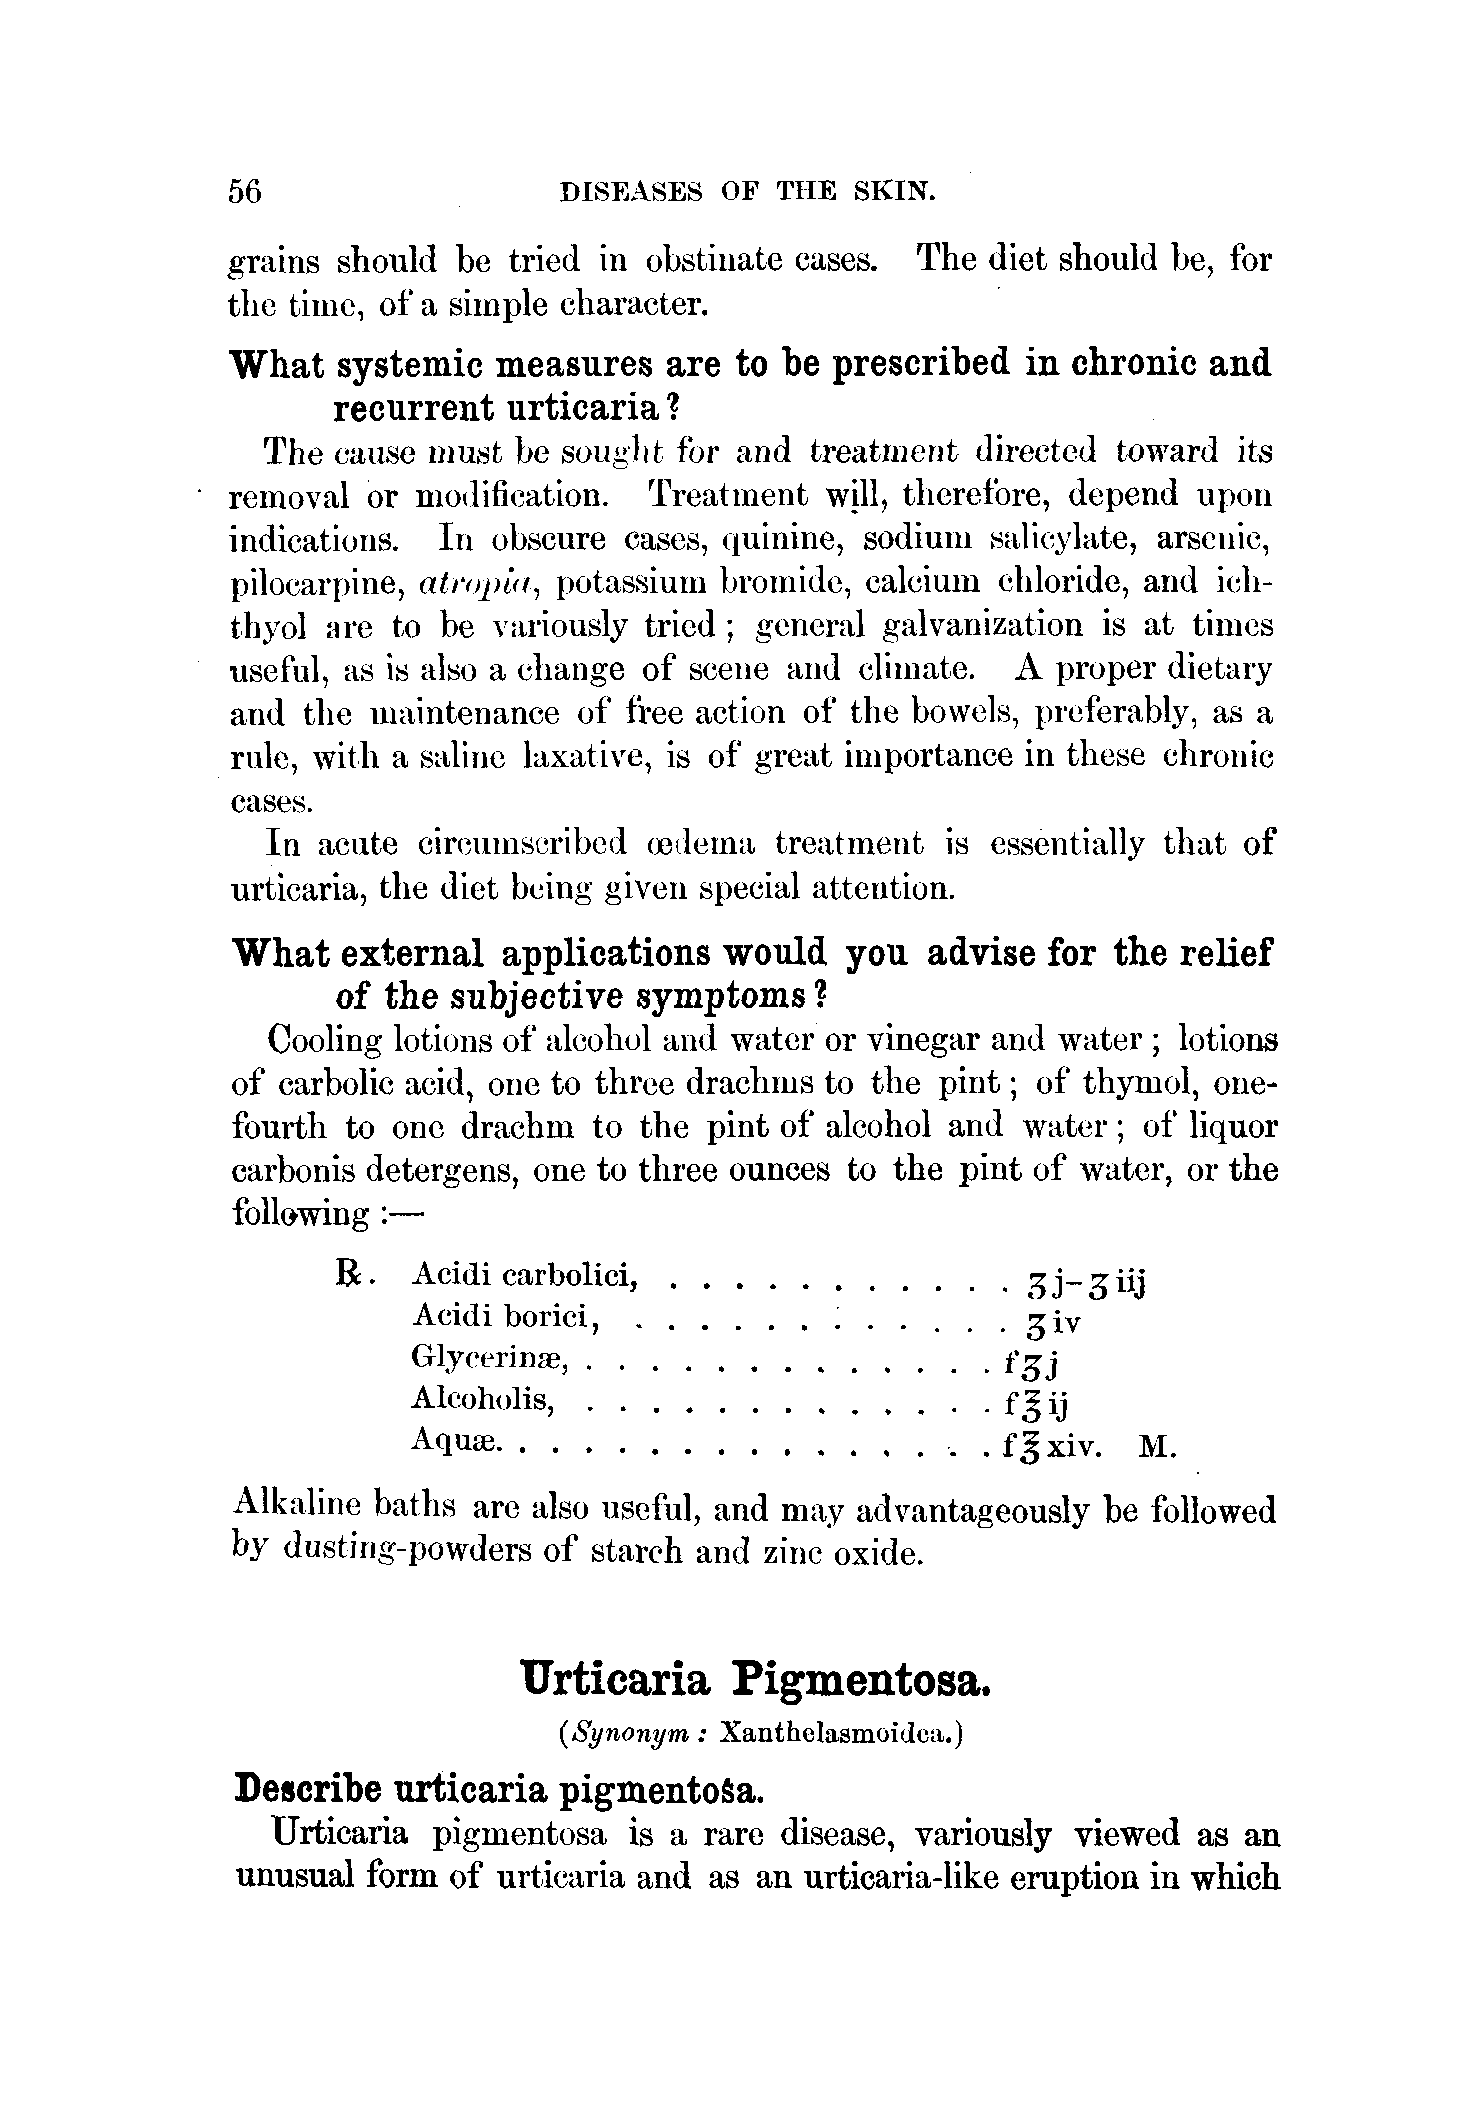 56 DISEASES OF THE SKIN.
grains should be tried in obstinate cases. The diet should be, for
the time, of a simple character.
What systemic measures are to be prescribed in chronic and
recurrent urticaria?
The cause must be sought for and treatment directed toward its
removal or modification. Treatment will, therefore, depend upon
indications. In obscure cases, quinine, sodium salicylate, arsenic,
pilocarpine, atropia, potassium bromide, calcium chloride, and ich-
thyol are to be variously tried; general galvanization is at times
useful, as is also a change of scene and climate. A proper dietary
and the maintenance of free action of the bowels, preferably, as a
rule, with a saline laxative, is of great importance in these chronic
cases.
In acute circumscribed œdema treatment is essentially that of
urticaria, the diet being given special attention.
What external applications would you advise for the relief
of the subjective symptoms?
Cooling lotions of alcohol and water or vinegar and water; lotions
of carbolic acid, one to three drachms to the pint; of thymol, one-
fourth to one drachm to the pint of alcohol and water; of liquor
carbonis detergens, one to three ounces to the pint of water, or the
following:—
℞. Acidi carbolici, . . . . . . . . . . . ʒj–ʒiij
Acidi borici, . . . . . . . . . . . . ʒiv
Glycerinæ, . . . . . . . . . . . . . fʒj
Alcoholis, . . . . . . . . . . . . . f℥ij
Aquæ. . . . . . . . . . . . . . . . f℥xiv. M.
Alkaline baths are also useful, and may advantageously be followed
by dusting-powders of starch and zinc oxide.
Urticaria Pigmentosa.
(Synonym: Xanthelasmoidea.)
Describe urticaria pigmentosa.
Urticaria pigmentosa is a rare disease, variously viewed as an
unusual form of urticaria and as an urticaria-like eruption in which